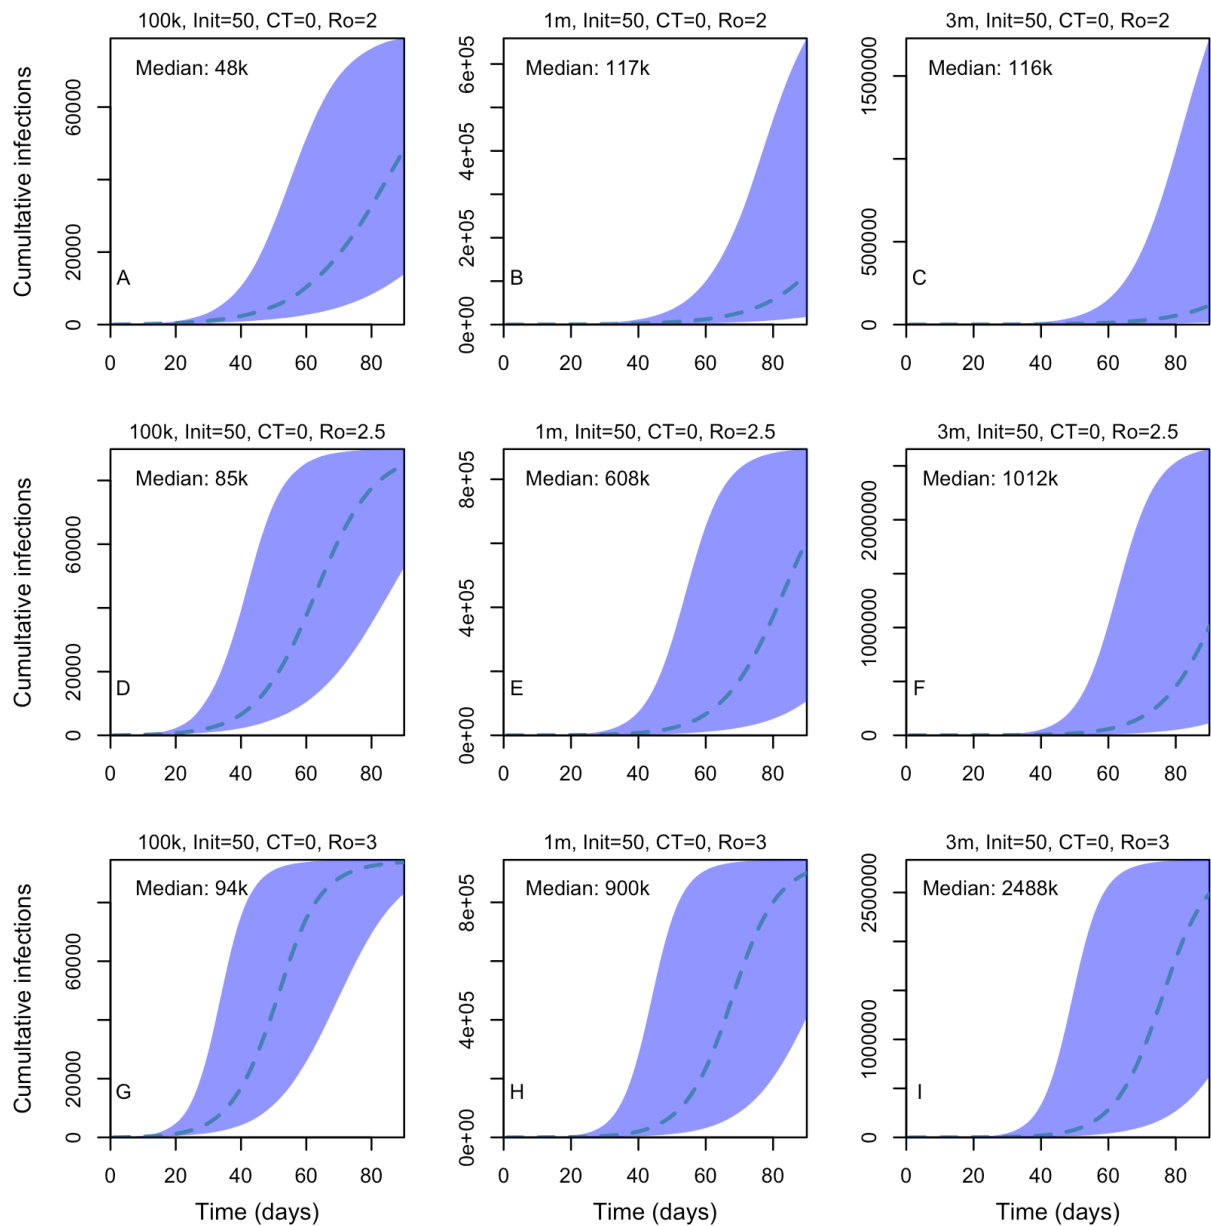 100k, Init=50, CT=0, Ro=2
Median: 48k
Cumultative infections
60000
20000
0
A
0 20 40 60 80
1m, Init=50, CT=0, Ro=2
Median: 117k
6e+05
4e+05
2e+05
0e+00
B
0 20 40 60 80
3m, Init=50, CT=0, Ro=2
Median: 116k
1500000
500000
0
C
0 20 40 60 80
100k, Init=50, CT=0, Ro=2.5
Median: 85k
Cumultative infections
60000
20000
0
D
0 20 40 60 80
1m, Init=50, CT=0, Ro=2.5
Median: 608k
8e+05
4e+05
0e+00
E
0 20 40 60 80
3m, Init=50, CT=0, Ro=2.5
Median: 1012k
2000000
1000000
0
F
0 20 40 60 80
100k, Init=50, CT=0, Ro=3
Median: 94k
Cumultative infections
60000
20000
0
G
0 20 40 60 80
Time (days)
1m, Init=50, CT=0, Ro=3
Median: 900k
8e+05
4e+05
0e+00
H
0 20 40 60 80
Time (days)
3m, Init=50, CT=0, Ro=3
Median: 2488k
2500000
1000000
0
I
0 20 40 60 80
Time (days)